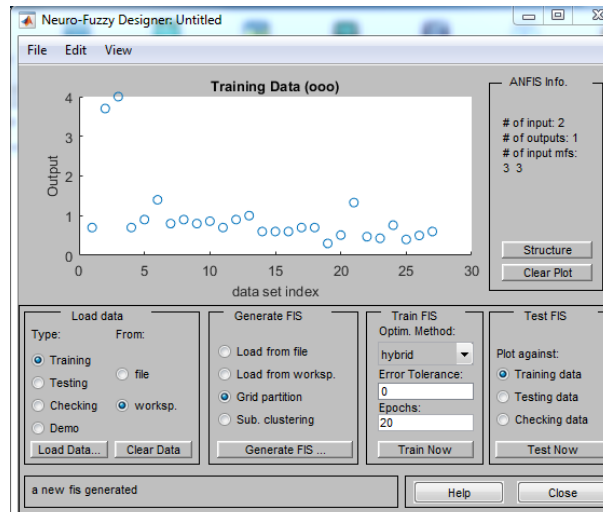 Neuro-Fuzzy Designer: Untitled
File Edit View
Training Data (ooo)
Output
4
3
2
1
0
0 5 10 15 20 25 30
data set index
ANFIS Info.
# of input: 2
# of outputs: 1
# of input mfs:
3 3
Structure
Clear Plot
Load data
Type: From:
Training
Testing
Checking
Demo
file
worksp.
Load Data... Clear Data
Generate FIS
Load from file
Load from worksp.
Grid partition
Sub. clustering
Generate FIS ...
Train FIS
Optim. Method:
hybrid
Error Tolerance:
0
Epochs:
20
Train Now
Test FIS
Plot against:
Training data
Testing data
Checking data
Test Now
a new fis generated
Help Close